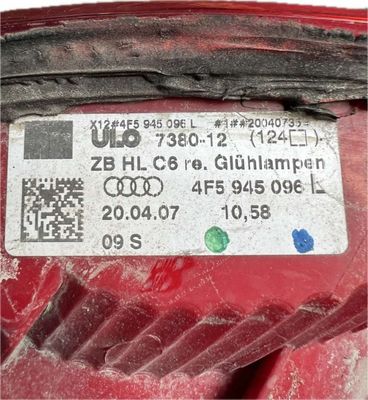 X12#4F5 945 096 L #1##20040735+
ULO 7380-12 (124□).
ZB HL C6 re. Glühlampen
4F5 945 096 L
20.04.07 10,58
09 S